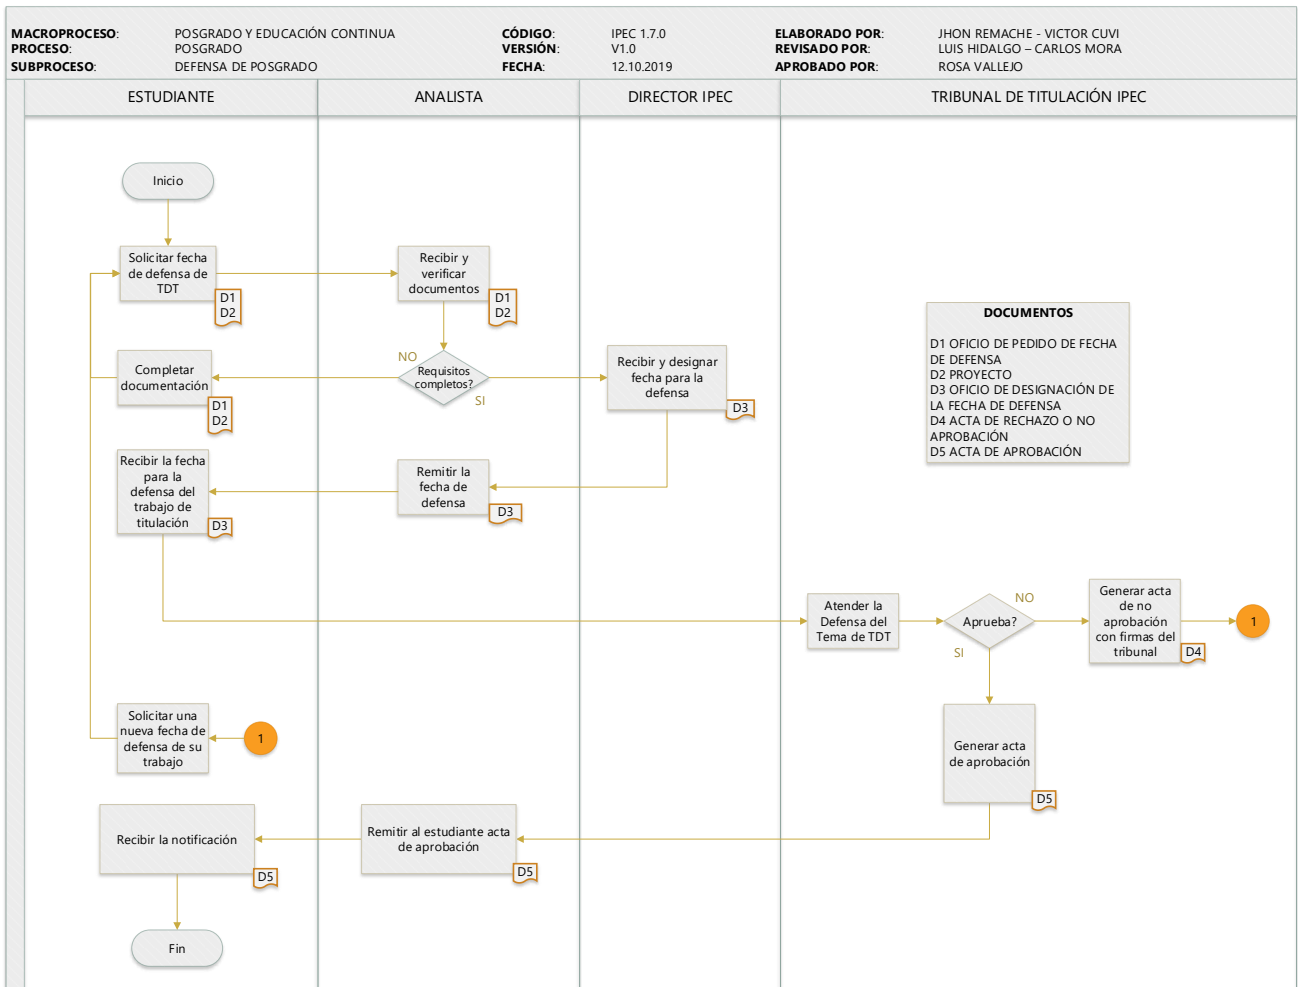 MACROPROCESO: POSGRADO Y EDUCACIÓN CONTINUA CÓDIGO: IPEC 1.7.0 ELABORADO POR: JHON REMACHE - VICTOR CUVI
PROCESO: POSGRADO VERSIÓN: V1.0 REVISADO POR: LUIS HIDALGO – CARLOS MORA
SUBPROCESO: DEFENSA DE POSGRADO FECHA: 12.10.2019 APROBADO POR: ROSA VALLEJO
ESTUDIANTE ANALISTA DIRECTOR IPEC TRIBUNAL DE TITULACIÓN IPEC
Inicio
Solicitar fecha
de defensa de
TDT
D1
D2
Recibir y
verificar
documentos
D1
D2
DOCUMENTOS
D1 OFICIO DE PEDIDO DE FECHA
DE DEFENSA
D2 PROYECTO
D3 OFICIO DE DESIGNACIÓN DE
LA FECHA DE DEFENSA
D4 ACTA DE RECHAZO O NO
APROBACIÓN
D5 ACTA DE APROBACIÓN
Completar
documentación
D1
D2
NO
Requisitos
completos?
SI
Recibir y designar
fecha para la
defensa
D3
Recibir la fecha
para la
defensa del
trabajo de
titulación
D3
Remitir la
fecha de
defensa
D3
Atender la
Defensa del
Tema de TDT
Aprueba?
NO
SI
Generar acta
de no
aprobación
con firmas del
tribunal
D4
1
Solicitar una
nueva fecha de
defensa de su
trabajo
1
Generar acta
de aprobación
D5
Recibir la notificación
D5
Remitir al estudiante acta
de aprobación
D5
Fin